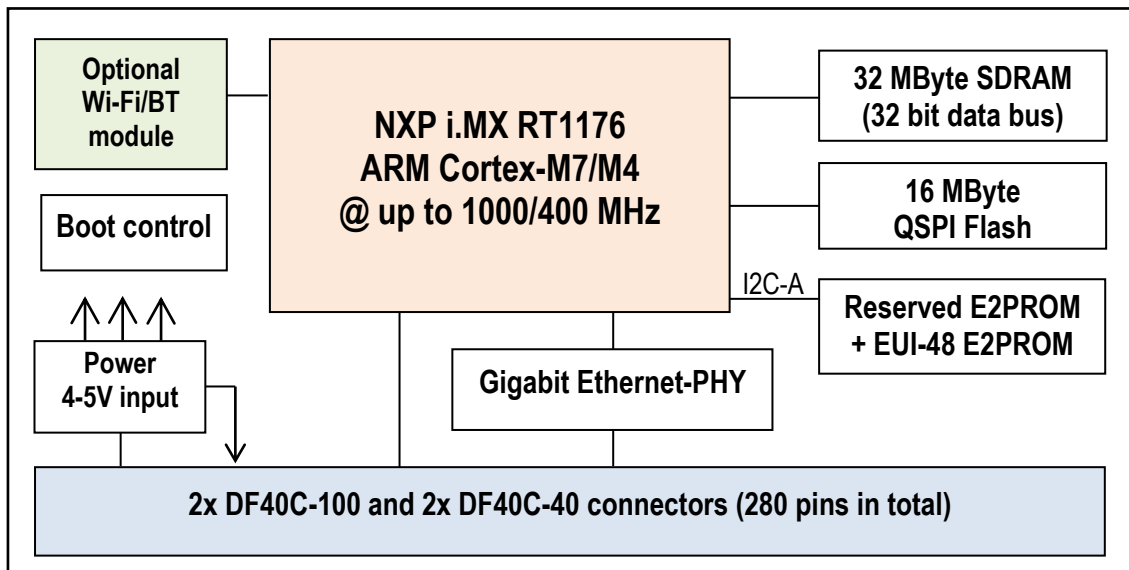 Optional
Wi-Fi/BT
module
NXP i.MX RT1176
ARM Cortex-M7/M4
@ up to 1000/400 MHz
32 MByte SDRAM
(32 bit data bus)
16 MByte
QSPI Flash
Boot control
I2C-A
Reserved E2PROM
+ EUI-48 E2PROM
Power
4-5V input
Gigabit Ethernet-PHY
2x DF40C-100 and 2x DF40C-40 connectors (280 pins in total)